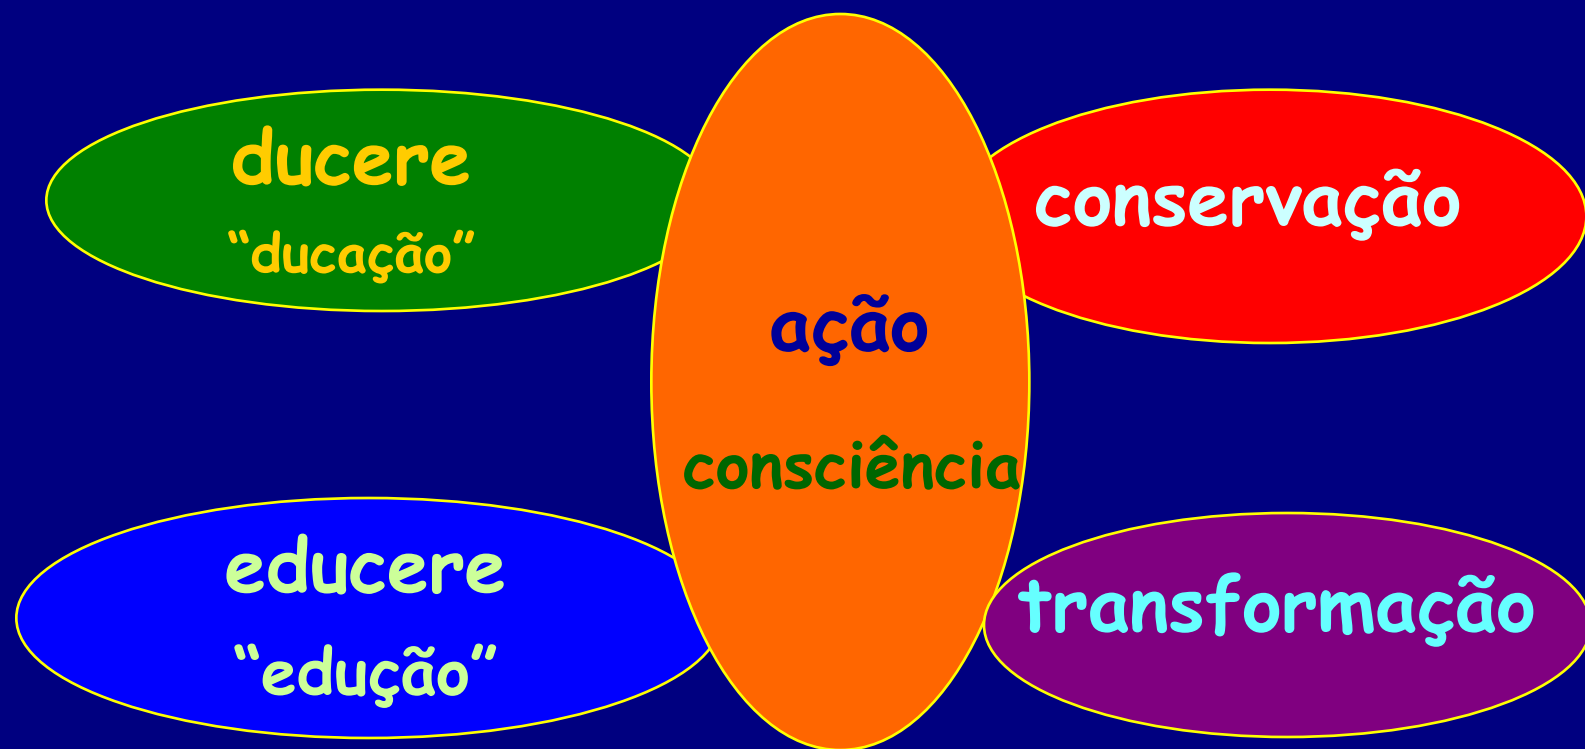 ducere
“ducação”
conservação
ação
consciência
educere
“edução”
transformação